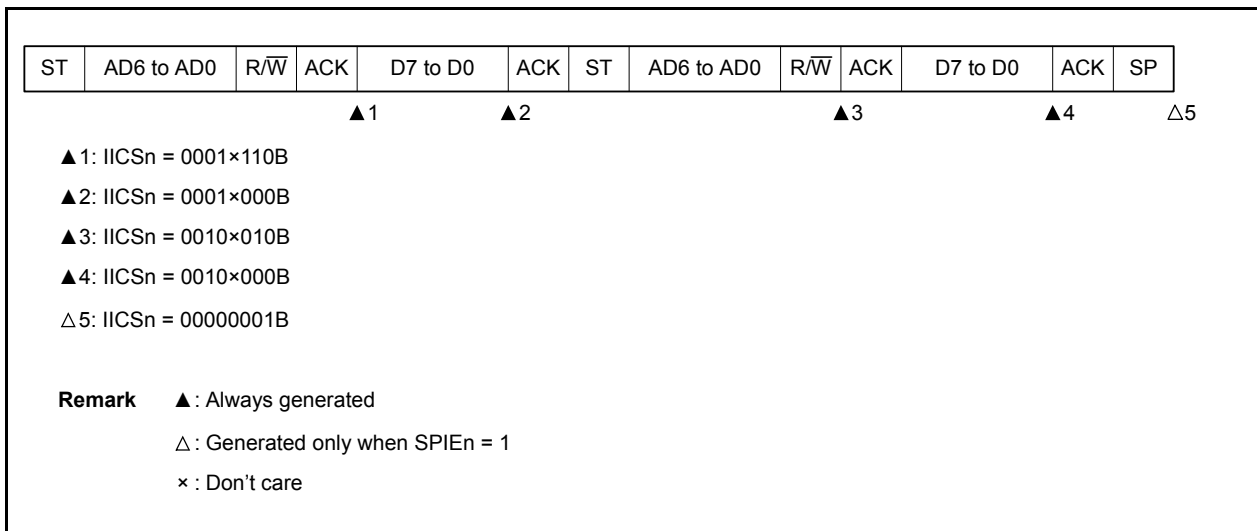 ST AD6 to AD0 R/W̅ ACK D7 to D0 ACK ST AD6 to AD0 R/W̅ ACK D7 to D0 ACK SP
▲1 ▲2 ▲3 ▲4 △5
▲1: IICSn = 0001×110B
▲2: IICSn = 0001×000B
▲3: IICSn = 0010×010B
▲4: IICSn = 0010×000B
△5: IICSn = 00000001B
Remark ▲: Always generated
△: Generated only when SPIEn = 1
× : Don’t care